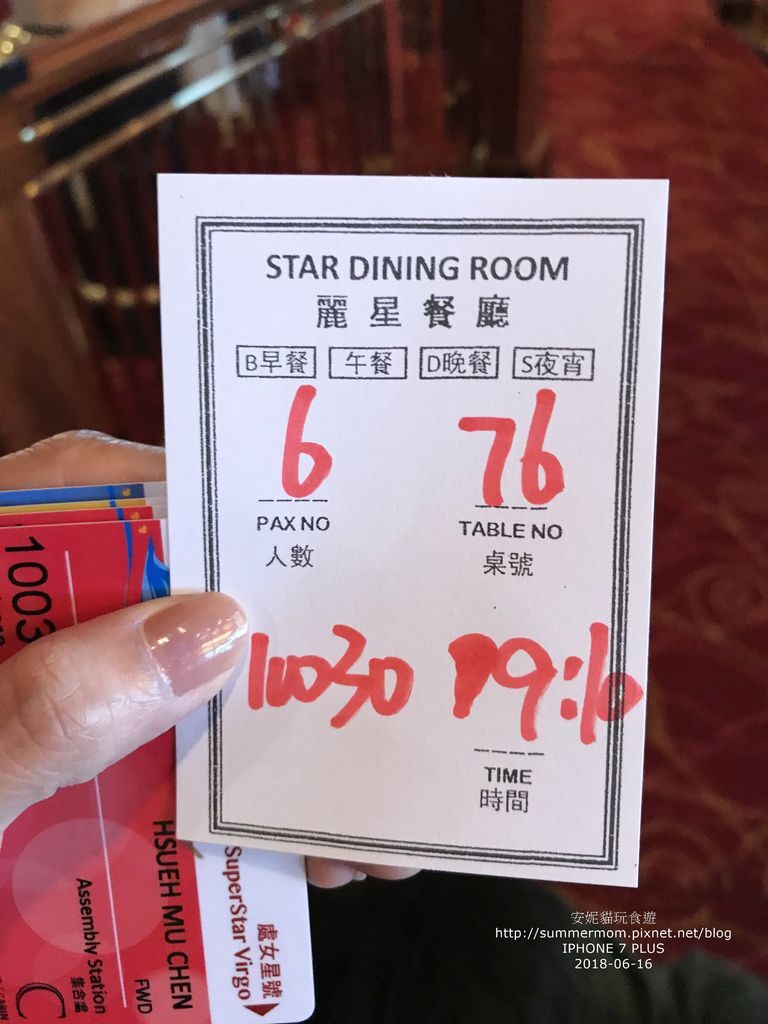 STAR DINING ROOM
麗星餐廳
B早餐 午餐 D晚餐 S夜宵
6 76
PAX NO TABLE NO
人數 桌號
10030
TIME
時間
1003
HSUEH MU CHEN
FWD
Assembly Station
集合處
C
SuperStar Virgo
處女星號
安妮貓玩食遊
http://summermom.pixnet.net/blog
IPHONE 7 PLUS
2018-06-16